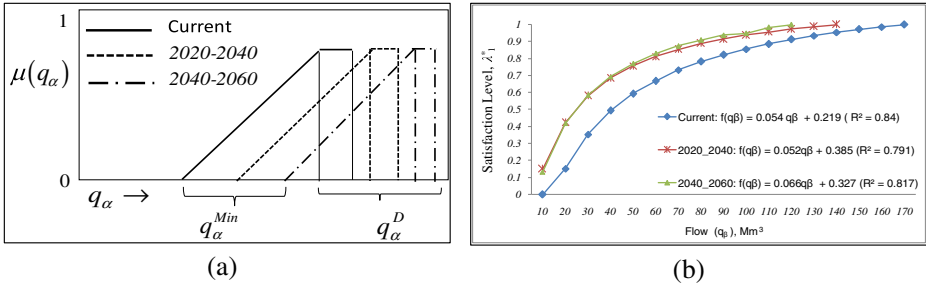 1
Current
2020-2040
2040-2060
μ(qα)
0
qα →
0
qα^Min
qα^D
(a)
Satisfaction Level, λ1*
1
0.9
0.8
0.7
0.6
0.5
0.4
0.3
0.2
0.1
0
Current: f(qβ) = 0.054 qβ + 0.219 ( R² = 0.84)
2020_2040: f(qβ) = 0.052qβ + 0.385 (R² = 0.791)
2040_2060: f(qβ) = 0.066qβ + 0.327 (R² = 0.817)
10 20 30 40 50 60 70 80 90 100 110 120 130 140 150 160 170
Flow (qβ), Mm³
(b)